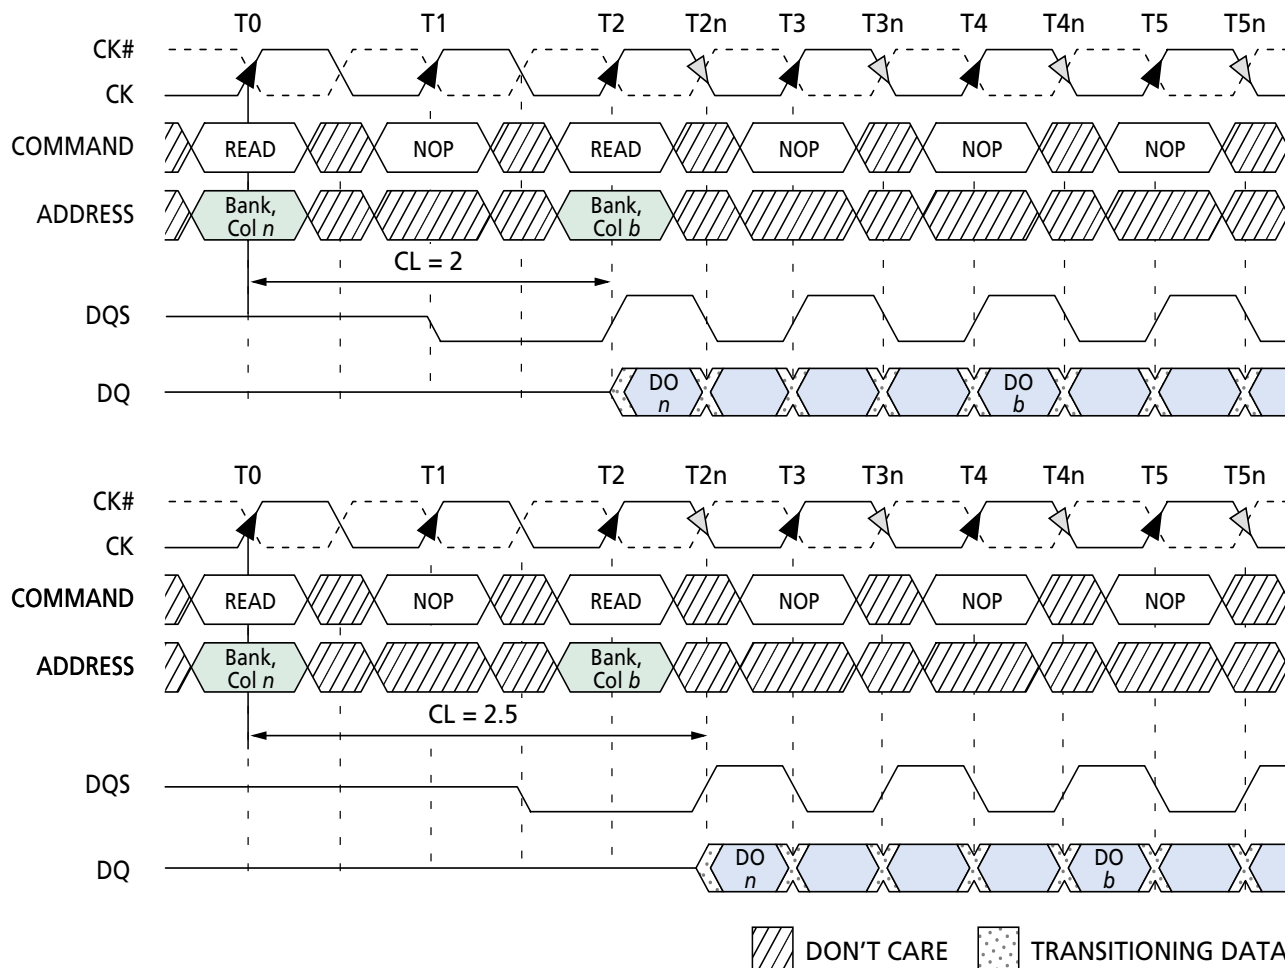 T0 T1 T2 T2n T3 T3n T4 T4n T5 T5n
CK#
CK
COMMAND READ NOP READ NOP NOP NOP
ADDRESS Bank, Col n Bank, Col b
CL = 2
DQS
DQ DO n DO b
T0 T1 T2 T2n T3 T3n T4 T4n T5 T5n
CK#
CK
COMMAND READ NOP READ NOP NOP NOP
ADDRESS Bank, Col n Bank, Col b
CL = 2.5
DQS
DQ DO n DO b
DON'T CARE TRANSITIONING DATA